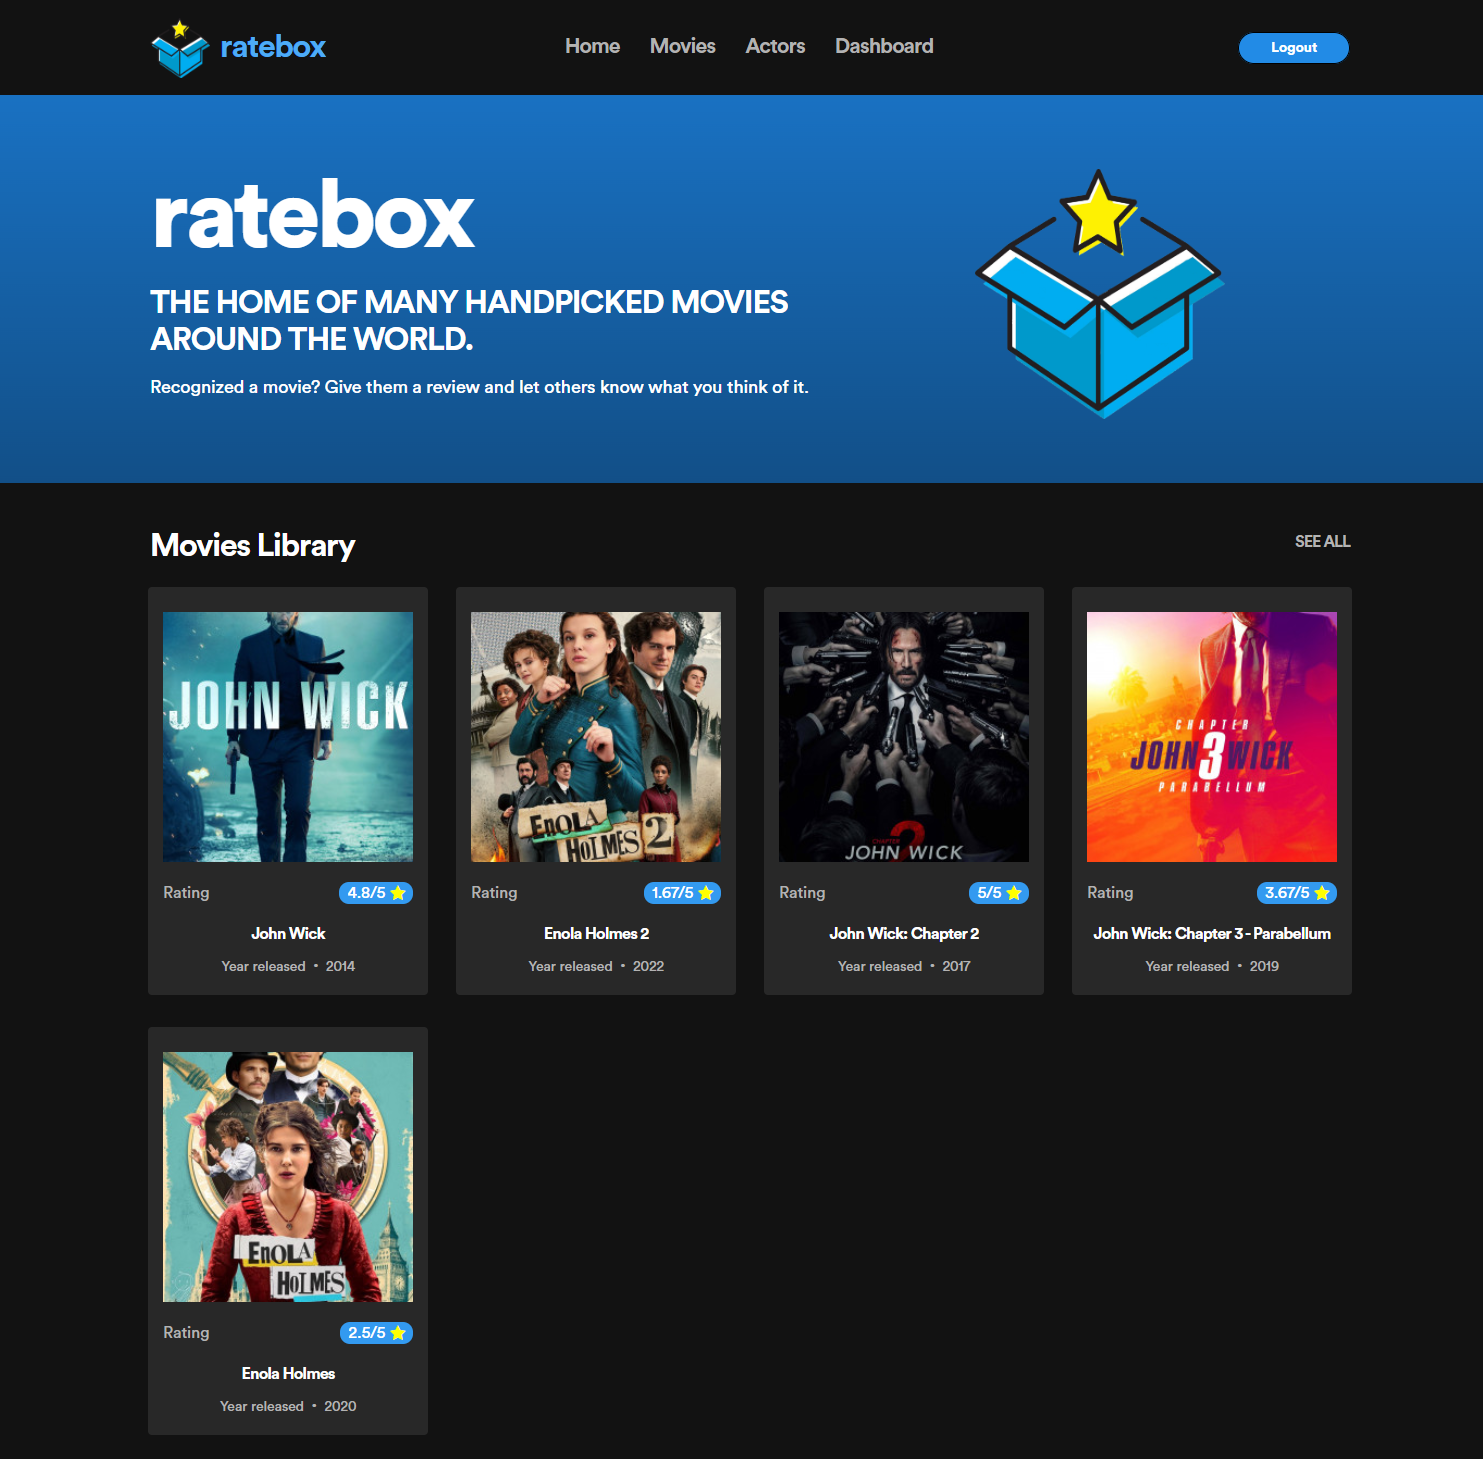 ratebox
Home Movies Actors Dashboard
Logout
ratebox
THE HOME OF MANY HANDPICKED MOVIES
AROUND THE WORLD.
Recognized a movie? Give them a review and let others know what you think of it.
Movies Library
SEE ALL
JOHN WICK
Rating 4.8/5
John Wick
Year released • 2014
ENOLA
HOLMES 2
Rating 1.67/5
Enola Holmes 2
Year released • 2022
CHAPTER 2
JOHN WICK
Rating 5/5
John Wick: Chapter 2
Year released • 2017
CHAPTER
JOHN 3 WICK
PARABELLUM
Rating 3.67/5
John Wick: Chapter 3 - Parabellum
Year released • 2019
ENOLA
HOLMES
Rating 2.5/5
Enola Holmes
Year released • 2020